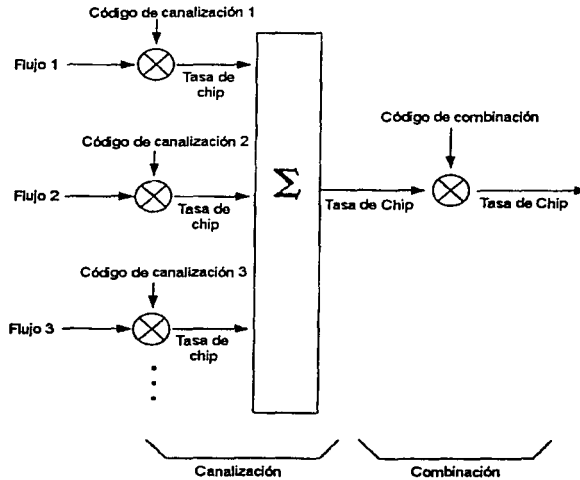 Código de canalización 1
Flujo 1
Tasa de
chip
Código de combinación
Código de canalización 2
Σ
Flujo 2
Tasa de
chip
Tasa de Chip
Tasa de Chip
Código de canalización 3
Flujo 3
Tasa de
chip
Canalización
Combinación